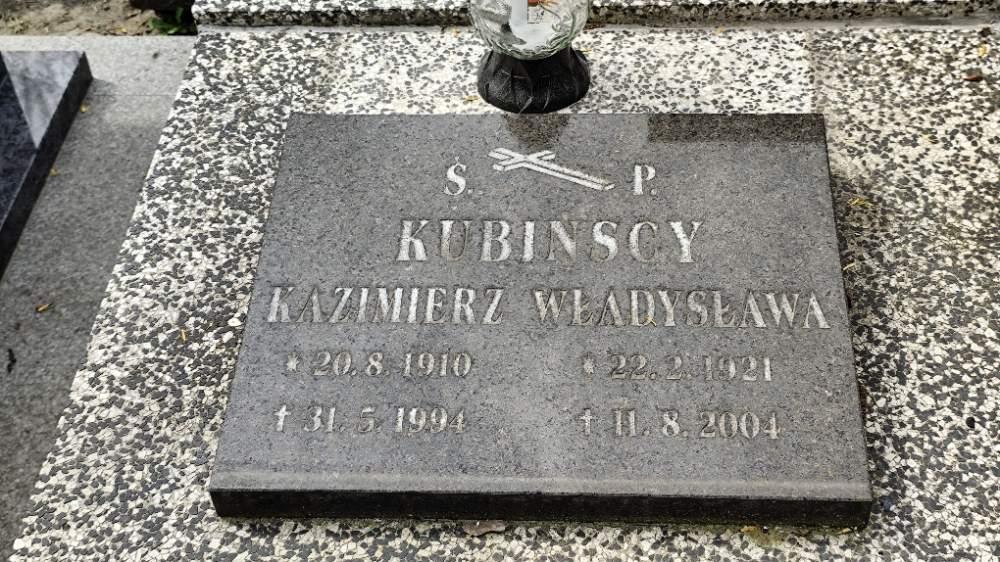 Ś. P.
KUBIŃSCY
KAZIMIERZ WŁADYSŁAWA
* 20. 8. 1910 * 22. 2. 1921
† 31. 5. 1994 † 11. 8. 2004